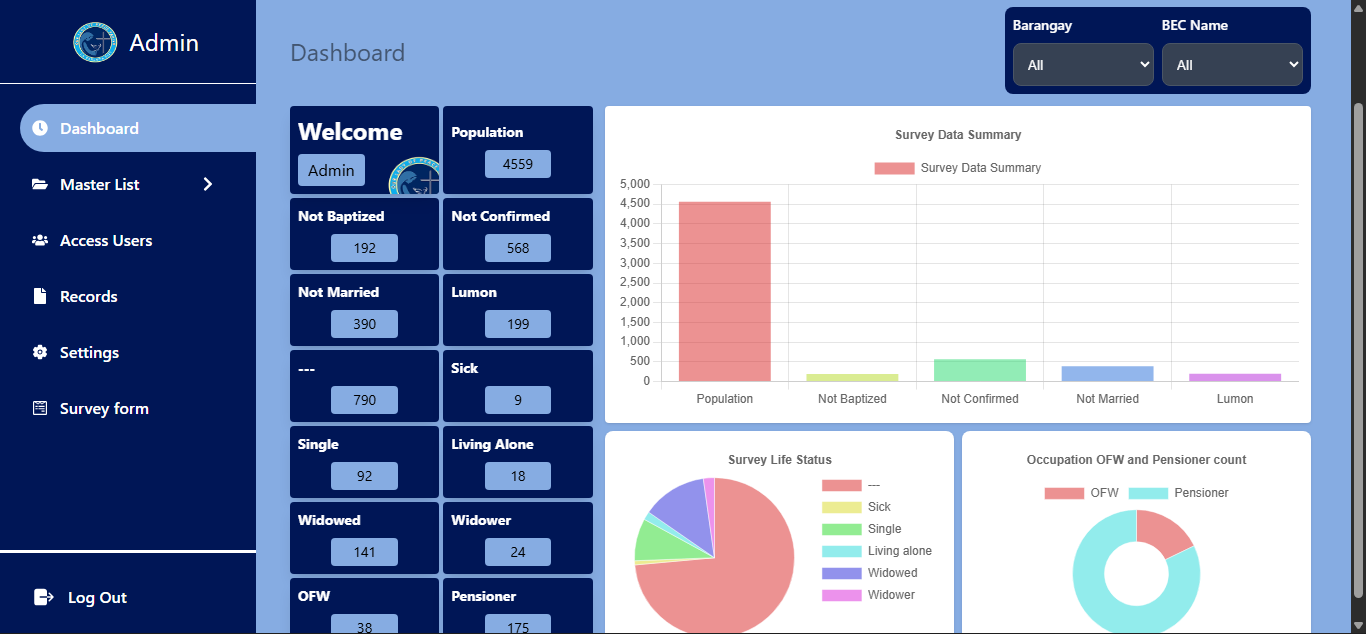 Admin
Dashboard
Master List
Access Users
Records
Settings
Survey form
Log Out
Dashboard
Barangay
BEC Name
All
All
Welcome
Admin
Population
4559
Not Baptized
192
Not Confirmed
568
Not Married
390
Lumon
199
---
790
Sick
9
Single
92
Living Alone
18
Widowed
141
Widower
24
OFW
38
Pensioner
175
Survey Data Summary
Survey Data Summary
5,000
4,500
4,000
3,500
3,000
2,500
2,000
1,500
1,000
500
0
Population
Not Baptized
Not Confirmed
Not Married
Lumon
Survey Life Status
---
Sick
Single
Living alone
Widowed
Widower
Occupation OFW and Pensioner count
OFW
Pensioner